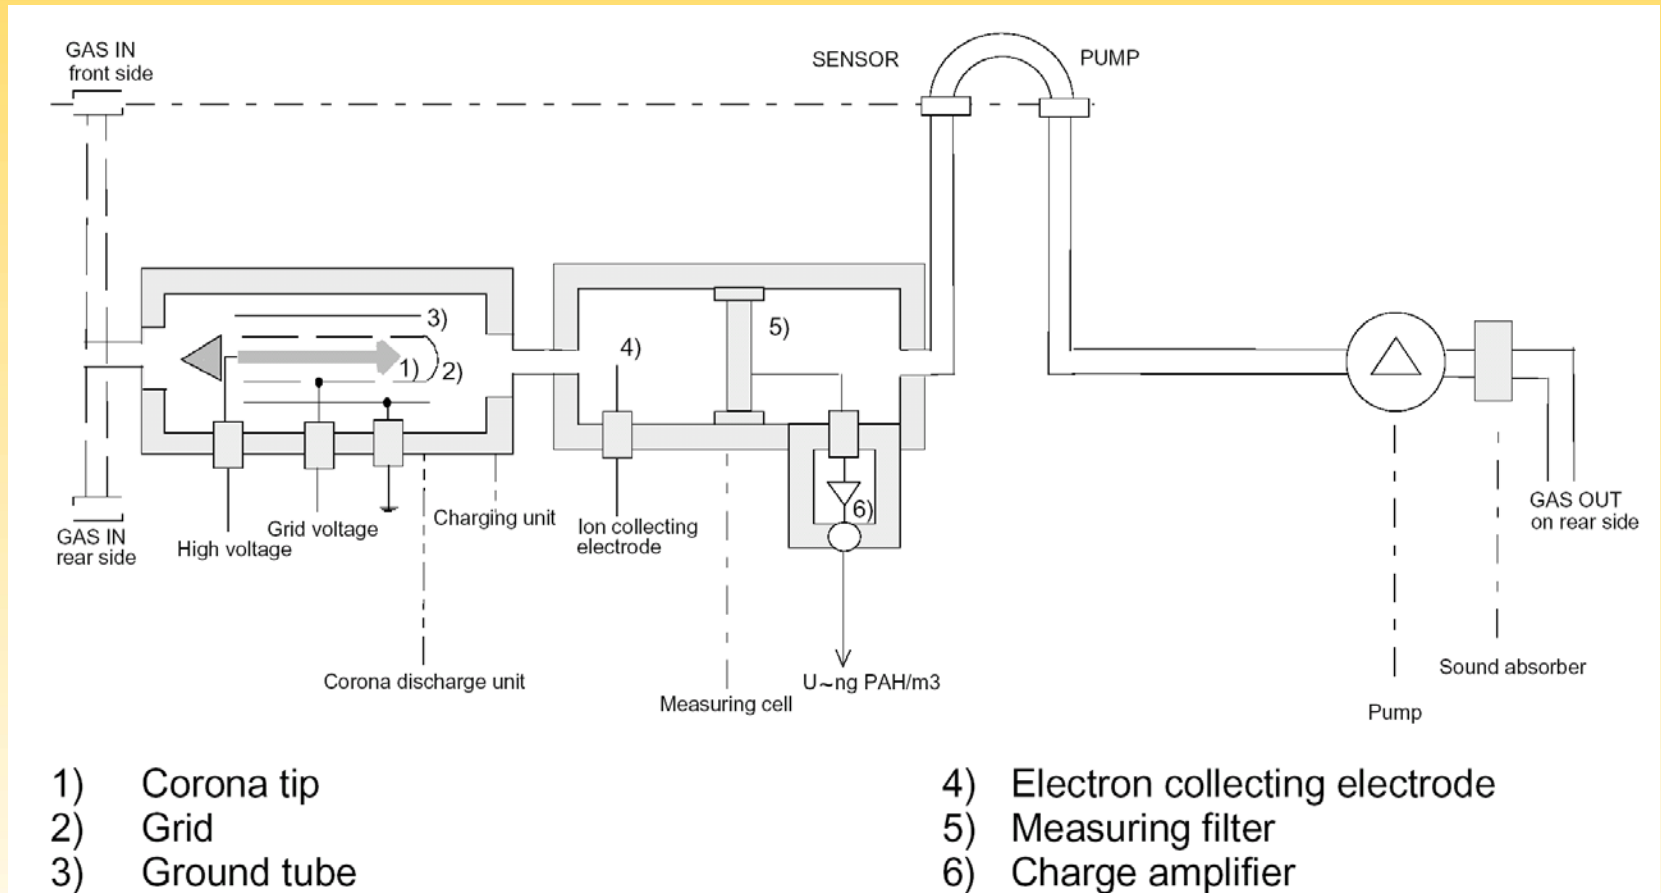 GAS IN
front side
SENSOR
PUMP
3)
1)
2)
4)
5)
6)
GAS IN
rear side
High voltage
Grid voltage
Charging unit
Ion collecting
electrode
GAS OUT
on rear side
Corona discharge unit
Measuring cell
U~ng PAH/m3
Sound absorber
Pump
1) Corona tip
2) Grid
3) Ground tube
4) Electron collecting electrode
5) Measuring filter
6) Charge amplifier